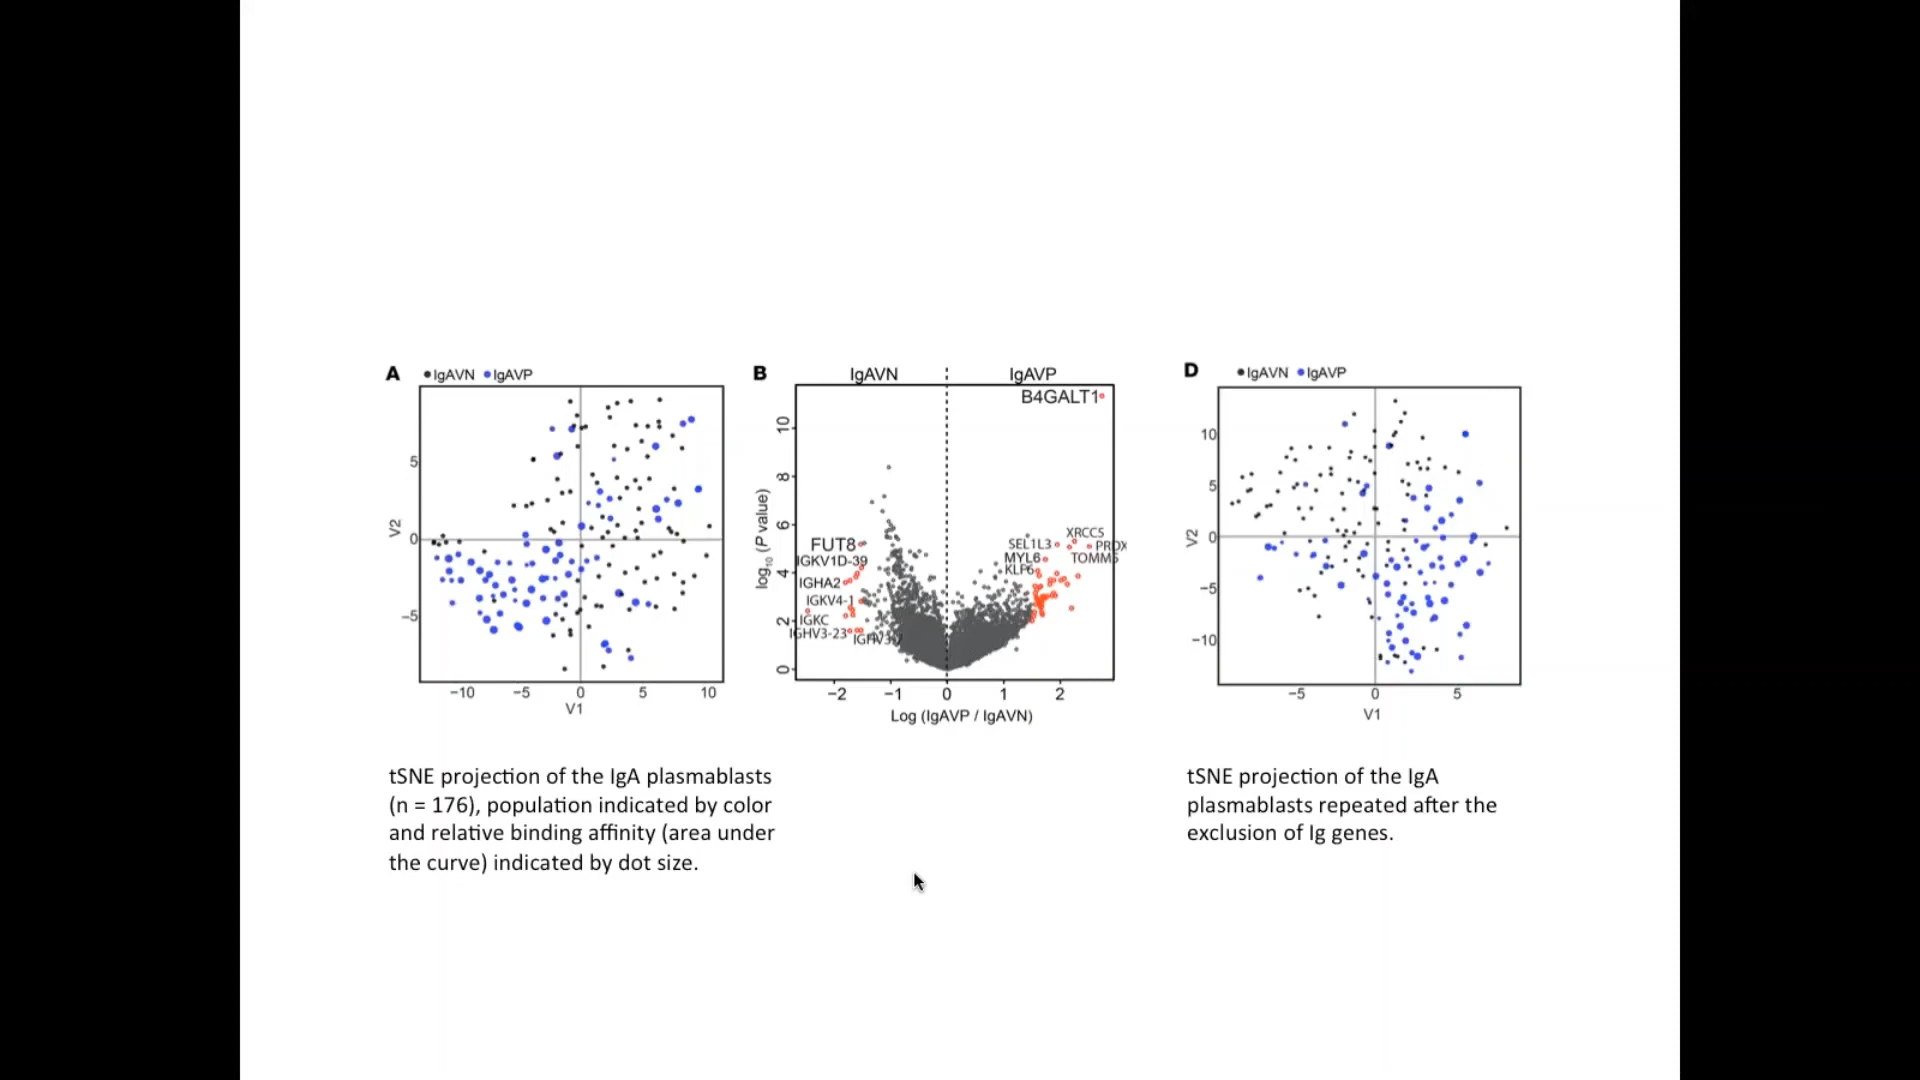 A
IgAVN IgAVP
V2
5
0
−5
−10 −5 0 5 10
V1
B
IgAVN IgAVP
B4GALT1
log10 (P value)
10
8
6
4
2
0
FUT8
IGKV1D-39
IGHA2
IGKV4-1
IGKC
IGHV3-23
XRCC5
SEL1L3
MYL6
TOMM5
KLF6
−2 −1 0 1 2
Log (IgAVP / IgAVN)
D
IgAVN IgAVP
V2
10
5
0
−5
−10
−5 0 5
V1
tSNE projection of the IgA plasmablasts
(n = 176), population indicated by color
and relative binding affinity (area under
the curve) indicated by dot size.
tSNE projection of the IgA
plasmablasts repeated after the
exclusion of Ig genes.